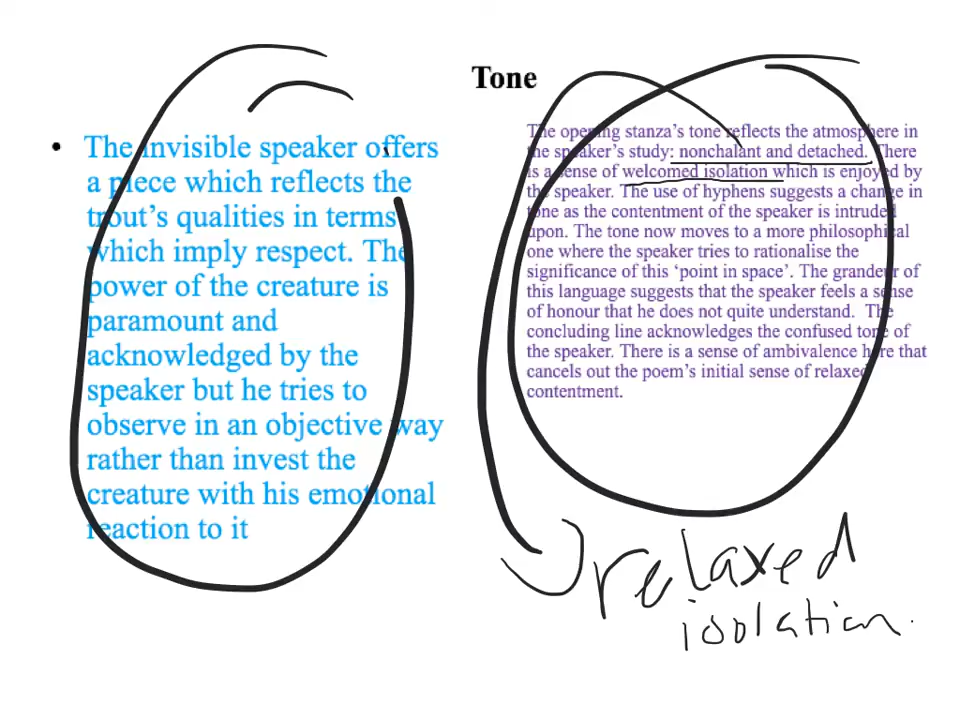 • The invisible speaker offers
a piece which reflects the
trout's qualities in terms
which imply respect. The
power of the creature is
paramount and
acknowledged by the
speaker but he tries to
observe in an objective way
rather than invest the
creature with his emotional
reaction to it
Tone
The opening stanza's tone reflects the atmosphere in
the speaker's study: nonchalant and detached. There
is a sense of welcomed isolation which is enjoyed by
the speaker. The use of hyphens suggests a change in
tone as the contentment of the speaker is intruded
upon. The tone now moves to a more philosophical
one where the speaker tries to rationalise the
significance of this 'point in space'. The grandeur of
this language suggests that the speaker feels a sense
of honour that he does not quite understand. The
concluding line acknowledges the confused tone of
the speaker. There is a sense of ambivalence here that
cancels out the poem's initial sense of relaxed
contentment.
relaxed
isolation.